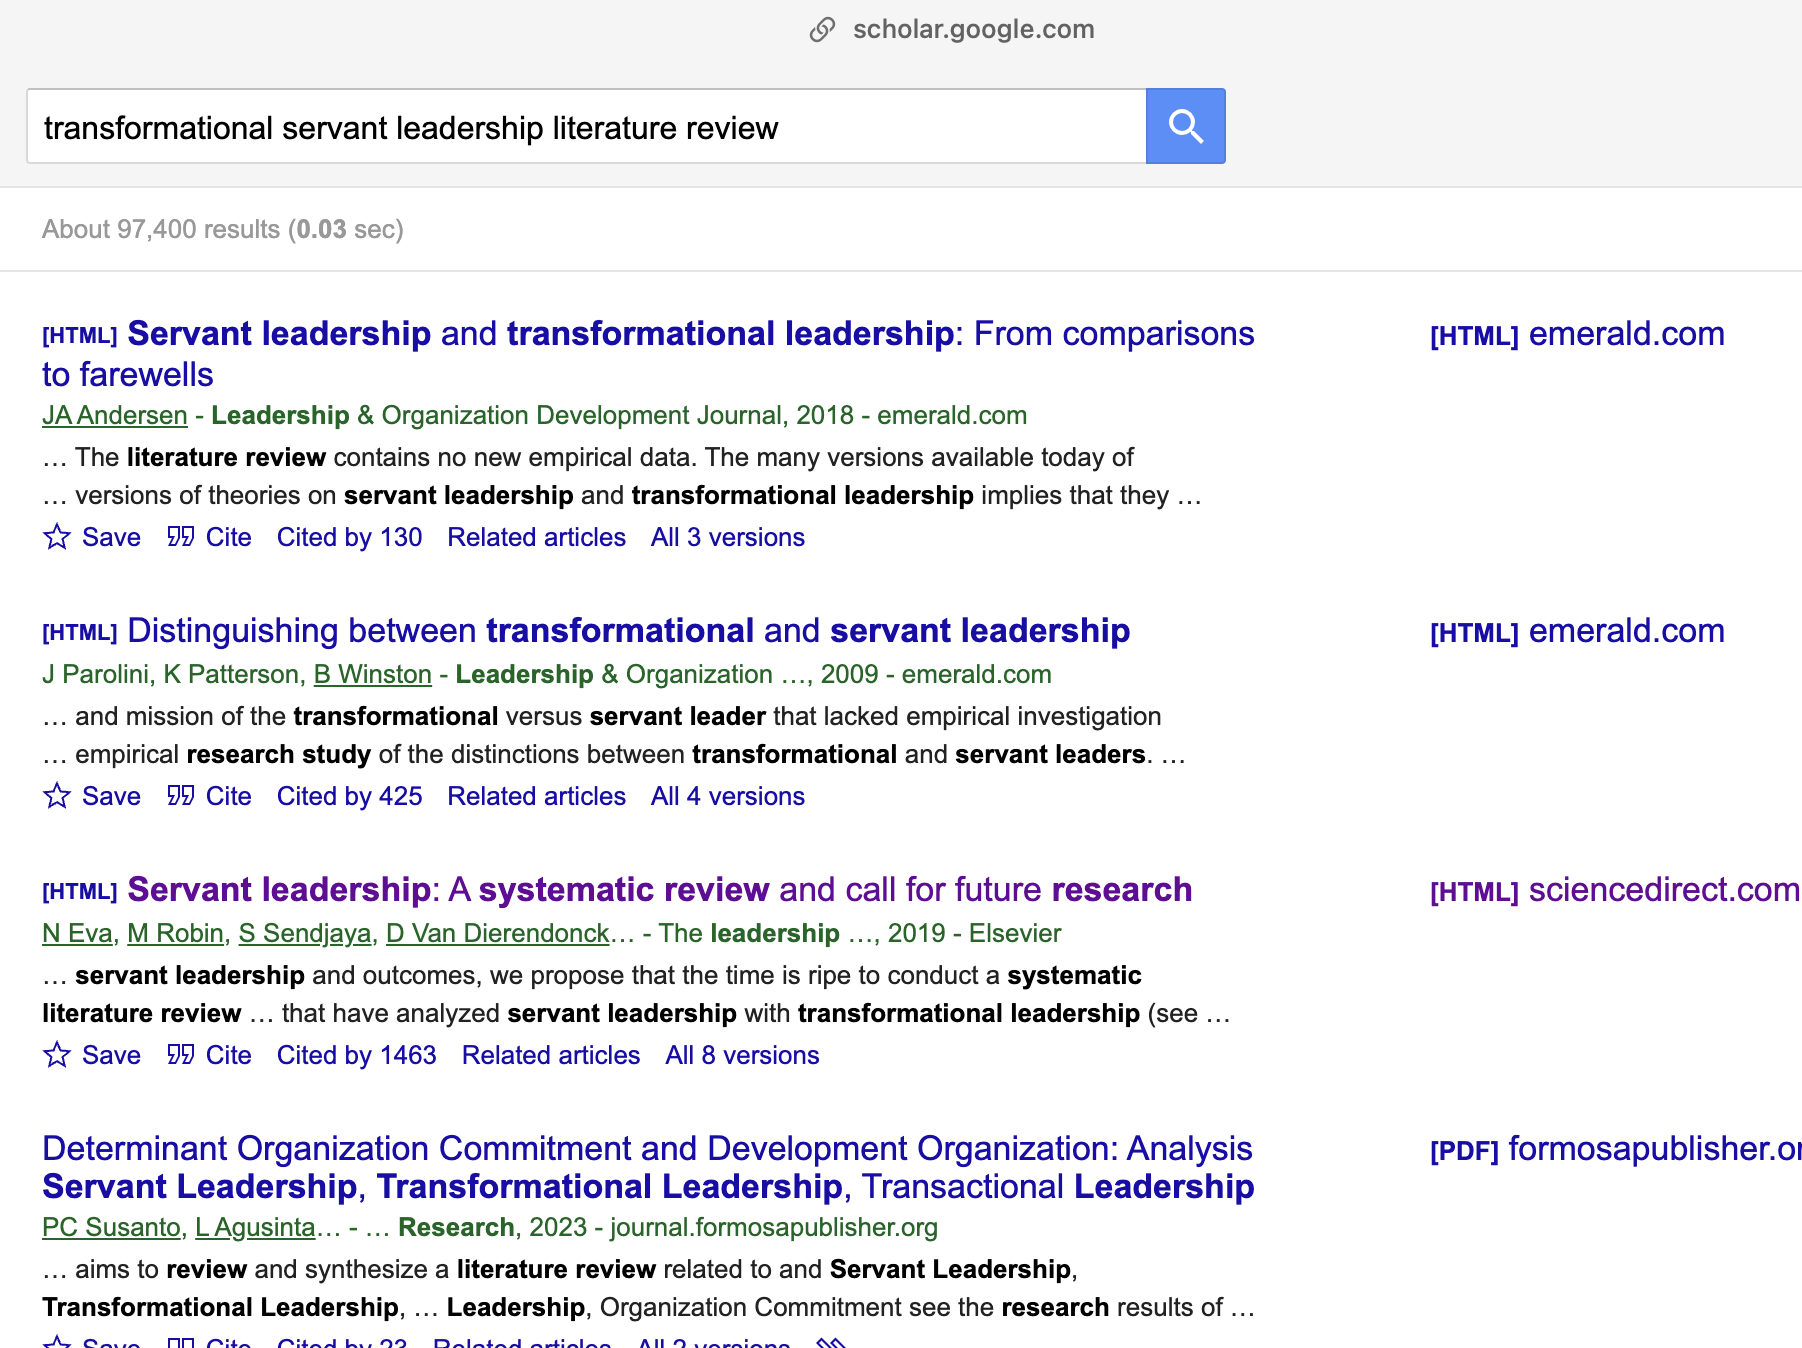 scholar.google.com
transformational servant leadership literature review
About 97,400 results (0.03 sec)
[HTML] Servant leadership and transformational leadership: From comparisons
to farewells
[HTML] emerald.com
JA Andersen - Leadership & Organization Development Journal, 2018 - emerald.com
… The literature review contains no new empirical data. The many versions available today of
… versions of theories on servant leadership and transformational leadership implies that they …
Save Cite Cited by 130 Related articles All 3 versions
[HTML] Distinguishing between transformational and servant leadership
[HTML] emerald.com
J Parolini, K Patterson, B Winston - Leadership & Organization …, 2009 - emerald.com
… and mission of the transformational versus servant leader that lacked empirical investigation
… empirical research study of the distinctions between transformational and servant leaders. …
Save Cite Cited by 425 Related articles All 4 versions
[HTML] Servant leadership: A systematic review and call for future research
[HTML] sciencedirect.com
N Eva, M Robin, S Sendjaya, D Van Dierendonck… - The leadership …, 2019 - Elsevier
… servant leadership and outcomes, we propose that the time is ripe to conduct a systematic
literature review … that have analyzed servant leadership with transformational leadership (see …
Save Cite Cited by 1463 Related articles All 8 versions
Determinant Organization Commitment and Development Organization: Analysis
Servant Leadership, Transformational Leadership, Transactional Leadership
[PDF] formosapublisher.or
PC Susanto, L Agusinta… - … Research, 2023 - journal.formosapublisher.org
… aims to review and synthesize a literature review related to and Servant Leadership,
Transformational Leadership, … Leadership, Organization Commitment see the research results of …
Save Cite Cited by 23 Related articles All 2 versions